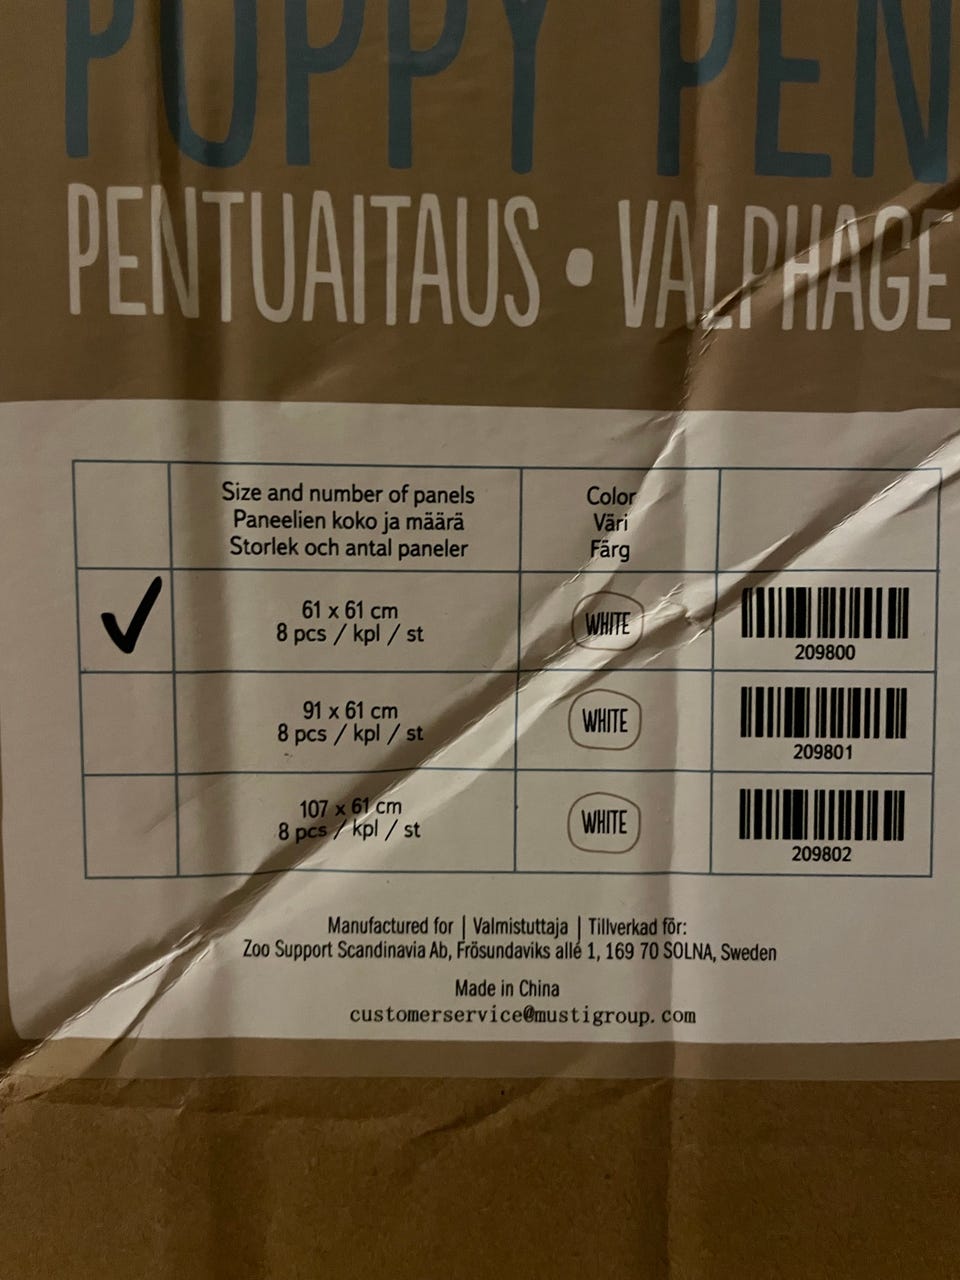 PUPPY PEN
PENTUAITAUS • VALPHAGE
Size and number of panels
Paneelien koko ja määrä
Storlek och antal paneler
Color
Väri
Färg
61 x 61 cm
8 pcs / kpl / st
WHITE
209800
91 x 61 cm
8 pcs / kpl / st
WHITE
209801
107 x 61 cm
8 pcs / kpl / st
WHITE
209802
Manufactured for | Valmistuttaja | Tillverkad för:
Zoo Support Scandinavia Ab, Frösundaviks allé 1, 169 70 SOLNA, Sweden
Made in China
customerservice@mustigroup.com